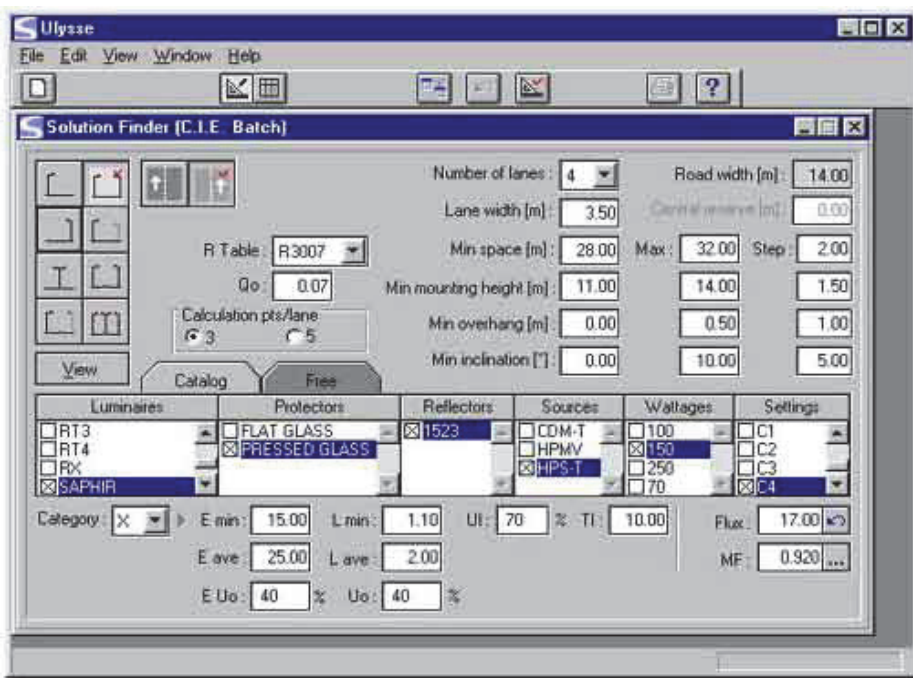 Ulysse
File Edit View Window Help
Solution Finder (C.I.E. Batch)
Number of lanes : 4 Road width [m] : 14.00
Lane width [m] : 3.50 Central reserve [m] : 0.00
R Table : R3007 Min space [m] : 28.00 Max : 32.00 Step : 2.00
Qo : 0.07 Min mounting height [m] : 11.00 14.00 1.50
Calculation pts/lane
3 5
Min overhang [m] : 0.00 0.50 1.00
Min inclination [°] : 0.00 10.00 5.00
View Catalog Free
Luminaires Protectors Reflectors Sources Wattages Settings
RT3 FLAT GLASS 1523 CDM-T 100 C1
RT4 PRESSED GLASS HPMV 150 C2
RX HPS-T 250 C3
SAPHIR 70 C4
Category : X E min : 15.00 L min : 1.10 UI : 70 % TI : 10.00 Flux : 17.00
E ave : 25.00 L ave : 2.00 MF : 0.920 ...
E Uo : 40 % Uo : 40 %